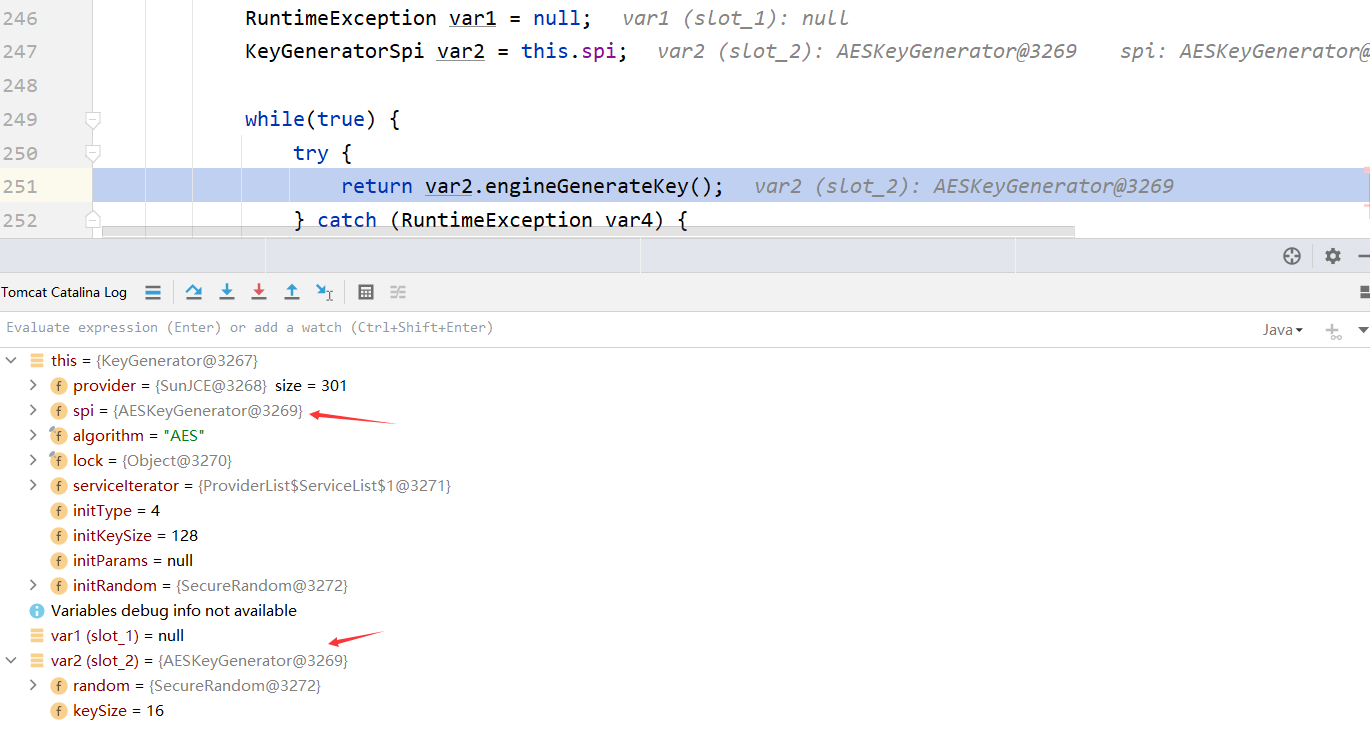 246 RuntimeException var1 = null; var1 (slot_1): null
247 KeyGeneratorSpi var2 = this.spi; var2 (slot_2): AESKeyGenerator@3269 spi: AESKeyGenerator@
248
249 while(true) {
250 try {
251 return var2.engineGenerateKey(); var2 (slot_2): AESKeyGenerator@3269
252 } catch (RuntimeException var4) {
Tomcat Catalina Log
Evaluate expression (Enter) or add a watch (Ctrl+Shift+Enter) Java
this = {KeyGenerator@3267}
f provider = {SunJCE@3268} size = 301
f spi = {AESKeyGenerator@3269}
f algorithm = "AES"
f lock = {Object@3270}
f serviceIterator = {ProviderList$ServiceList$1@3271}
f initType = 4
f initKeySize = 128
f initParams = null
f initRandom = {SecureRandom@3272}
Variables debug info not available
var1 (slot_1) = null
var2 (slot_2) = {AESKeyGenerator@3269}
f random = {SecureRandom@3272}
f keySize = 16